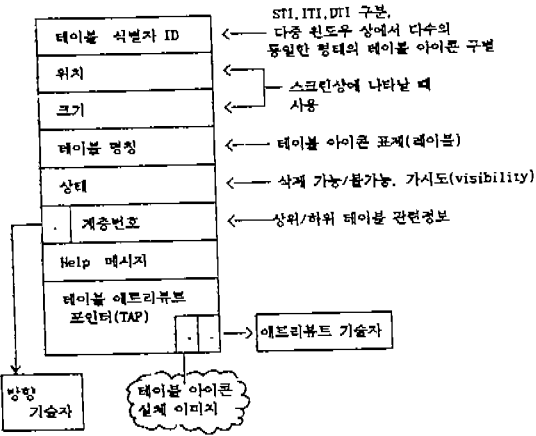 STI, ITI, DTI 구분,
다중 윈도우 상에서 다수의
동일한 형태의 테이블 아이콘 구별
테이블 식별자 ID
위치
스크린상에 나타날 때
사용
크기
테이블 명칭
테이블 아이콘 표제(레이블)
상태
삭제 가능/불가능, 가시도(visibility)
계층번호
상위/하위 테이블 관련정보
Help 메시지
테이블 애트리뷰트
포인터(TAP)
애트리뷰트 기술자
방향
기술자
테이블 아이콘
실체 이미지